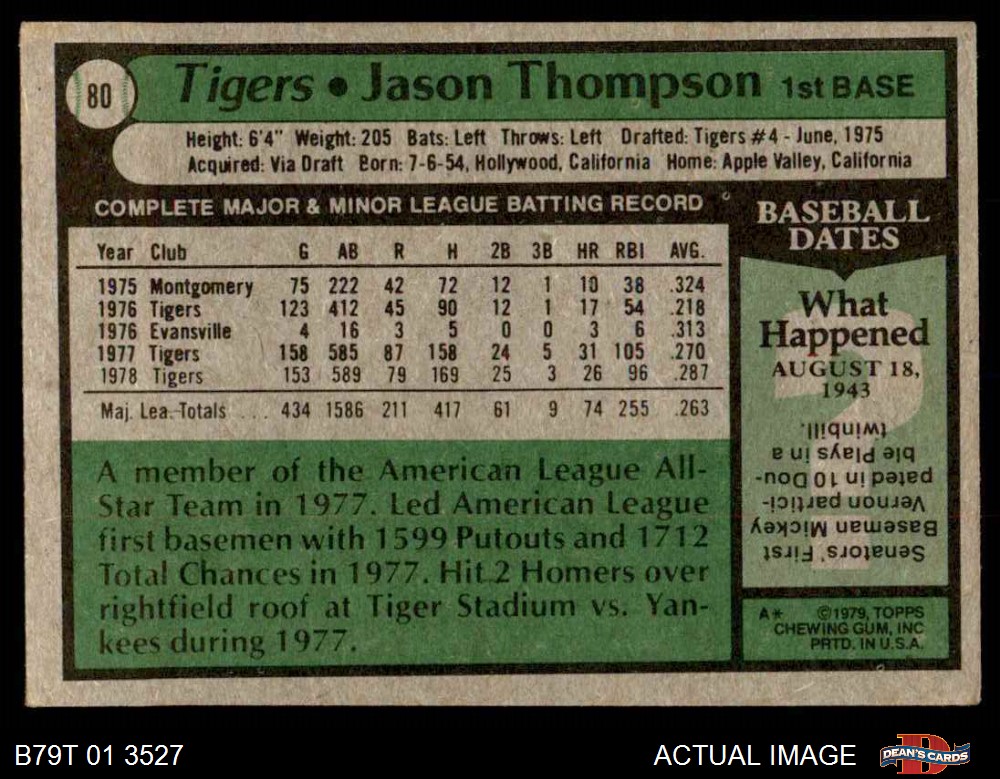 80
Tigers • Jason Thompson 1st BASE
Height: 6'4" Weight: 205 Bats: Left Throws: Left Drafted: Tigers #4 - June, 1975
Acquired: Via Draft Born: 7-6-54, Hollywood, California Home: Apple Valley, California
COMPLETE MAJOR & MINOR LEAGUE BATTING RECORD
Year Club G AB R H 2B 3B HR RBI AVG.
1975 Montgomery 75 222 42 72 12 1 10 38 .324
1976 Tigers 123 412 45 90 12 1 17 54 .218
1976 Evansville 4 16 3 5 0 0 3 6 .313
1977 Tigers 158 585 87 158 24 5 31 105 .270
1978 Tigers 153 589 79 169 25 3 26 96 .287
Maj. Lea. Totals ... 434 1586 211 417 61 9 74 255 .263
A member of the American League All-
Star Team in 1977. Led American League
first basemen with 1599 Putouts and 1712
Total Chances in 1977. Hit 2 Homers over
rightfield roof at Tiger Stadium vs. Yan-
kees during 1977.
BASEBALL
DATES
What
Happened
AUGUST 18,
1943
Senators' First
Baseman Mickey
Vernon partici-
pated in 10 Dou-
ble Plays in a
twinbill.
A* ©1979, TOPPS
CHEWING GUM, INC
PRTD. IN U.S.A.
B79T 01 3527
ACTUAL IMAGE
DEAN'S CARDS